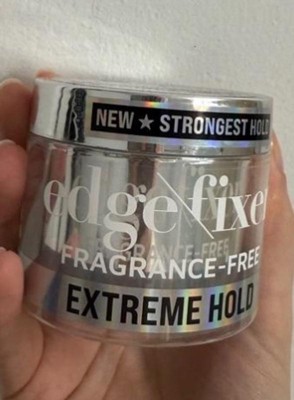 NEW ★ STRONGEST HOLD
edge fixer
FRAGRANCE-FREE
EXTREME HOLD